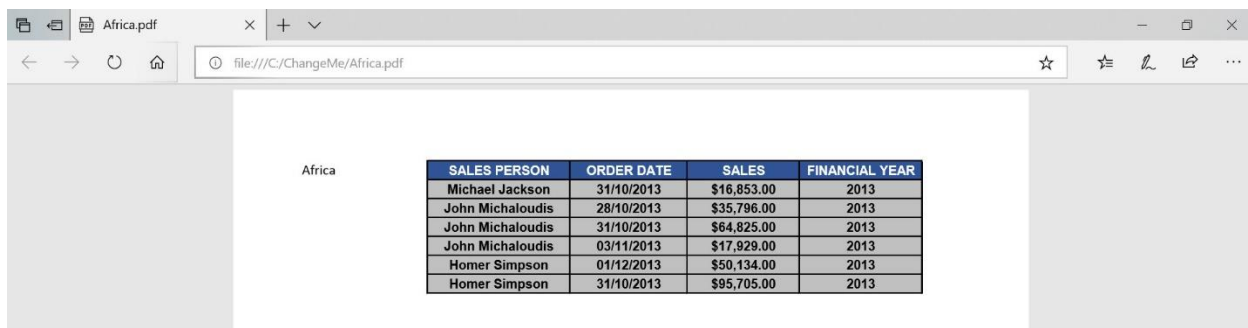 PDF Africa.pdf
file:///C:/ChangeMe/Africa.pdf
Africa SALES PERSON ORDER DATE SALES FINANCIAL YEAR
Michael Jackson 31/10/2013 $16,853.00 2013
John Michaloudis 28/10/2013 $35,796.00 2013
John Michaloudis 31/10/2013 $64,825.00 2013
John Michaloudis 03/11/2013 $17,929.00 2013
Homer Simpson 01/12/2013 $50,134.00 2013
Homer Simpson 31/10/2013 $95,705.00 2013